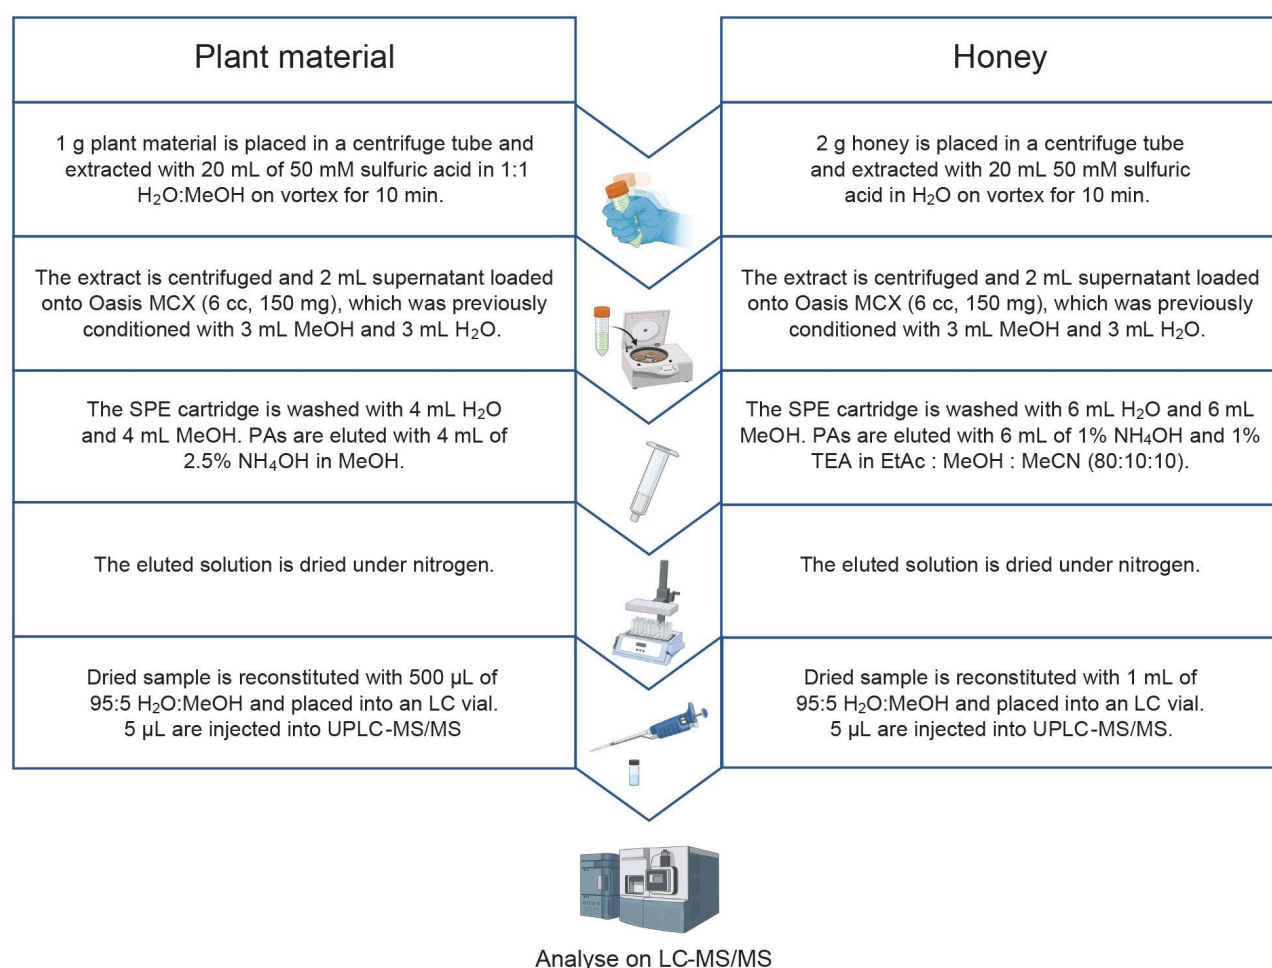 Plant material
1 g plant material is placed in a centrifuge tube and
extracted with 20 mL of 50 mM sulfuric acid in 1:1
H₂O:MeOH on vortex for 10 min.
The extract is centrifuged and 2 mL supernatant loaded
onto Oasis MCX (6 cc, 150 mg), which was previously
conditioned with 3 mL MeOH and 3 mL H₂O.
The SPE cartridge is washed with 4 mL H₂O
and 4 mL MeOH. PAs are eluted with 4 mL of
2.5% NH₄OH in MeOH.
The eluted solution is dried under nitrogen.
Dried sample is reconstituted with 500 µL of
95:5 H₂O:MeOH and placed into an LC vial.
5 µL are injected into UPLC-MS/MS
Honey
2 g honey is placed in a centrifuge tube
and extracted with 20 mL 50 mM sulfuric
acid in H₂O on vortex for 10 min.
The extract is centrifuged and 2 mL supernatant loaded
onto Oasis MCX (6 cc, 150 mg), which was previously
conditioned with 3 mL MeOH and 3 mL H₂O.
The SPE cartridge is washed with 6 mL H₂O and 6 mL
MeOH. PAs are eluted with 6 mL of 1% NH₄OH and 1%
TEA in EtAc : MeOH : MeCN (80:10:10).
The eluted solution is dried under nitrogen.
Dried sample is reconstituted with 1 mL of
95:5 H₂O:MeOH and placed into an LC vial.
5 µL are injected into UPLC-MS/MS.
Analyse on LC-MS/MS